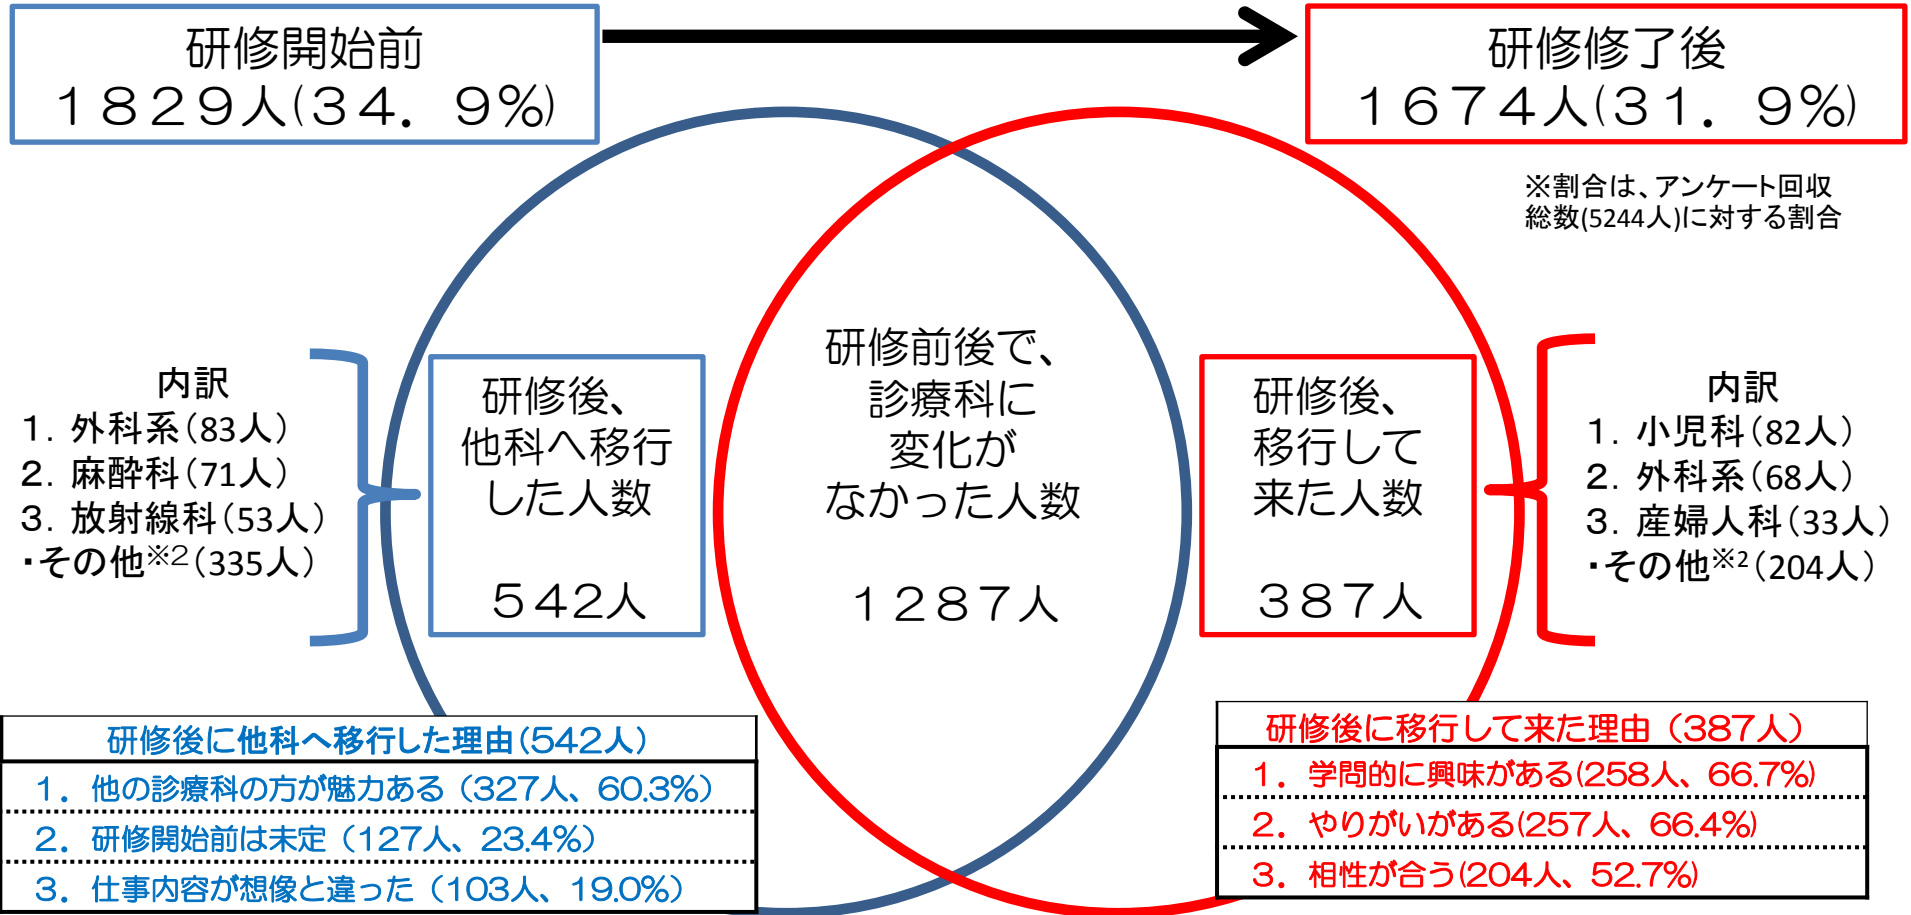 研修開始前
１８２９人(３４．９％)
研修修了後
１６７４人(３１．９％)
※割合は、アンケート回収
総数(5244人)に対する割合
内訳
１．外科系（83人）
２．麻酔科（71人）
３．放射線科（53人）
・その他※２（335人）
研修後、
他科へ移行
した人数
５４２人
研修前後で、
診療科に
変化が
なかった人数
１２８７人
研修後、
移行して
来た人数
３８７人
内訳
１．小児科（82人）
２．外科系（68人）
３．産婦人科（33人）
・その他※2（204人）
研修後に他科へ移行した理由（542人）
１．他の診療科の方が魅力ある（327人、60.3%）
２．研修開始前は未定（127人、23.4%）
３．仕事内容が想像と違った（103人、19.0%）
研修後に移行して来た理由（387人）
１．学問的に興味がある(258人、66.7%)
２．やりがいがある(257人、66.4%)
３．相性が合う(204人、52.7%)